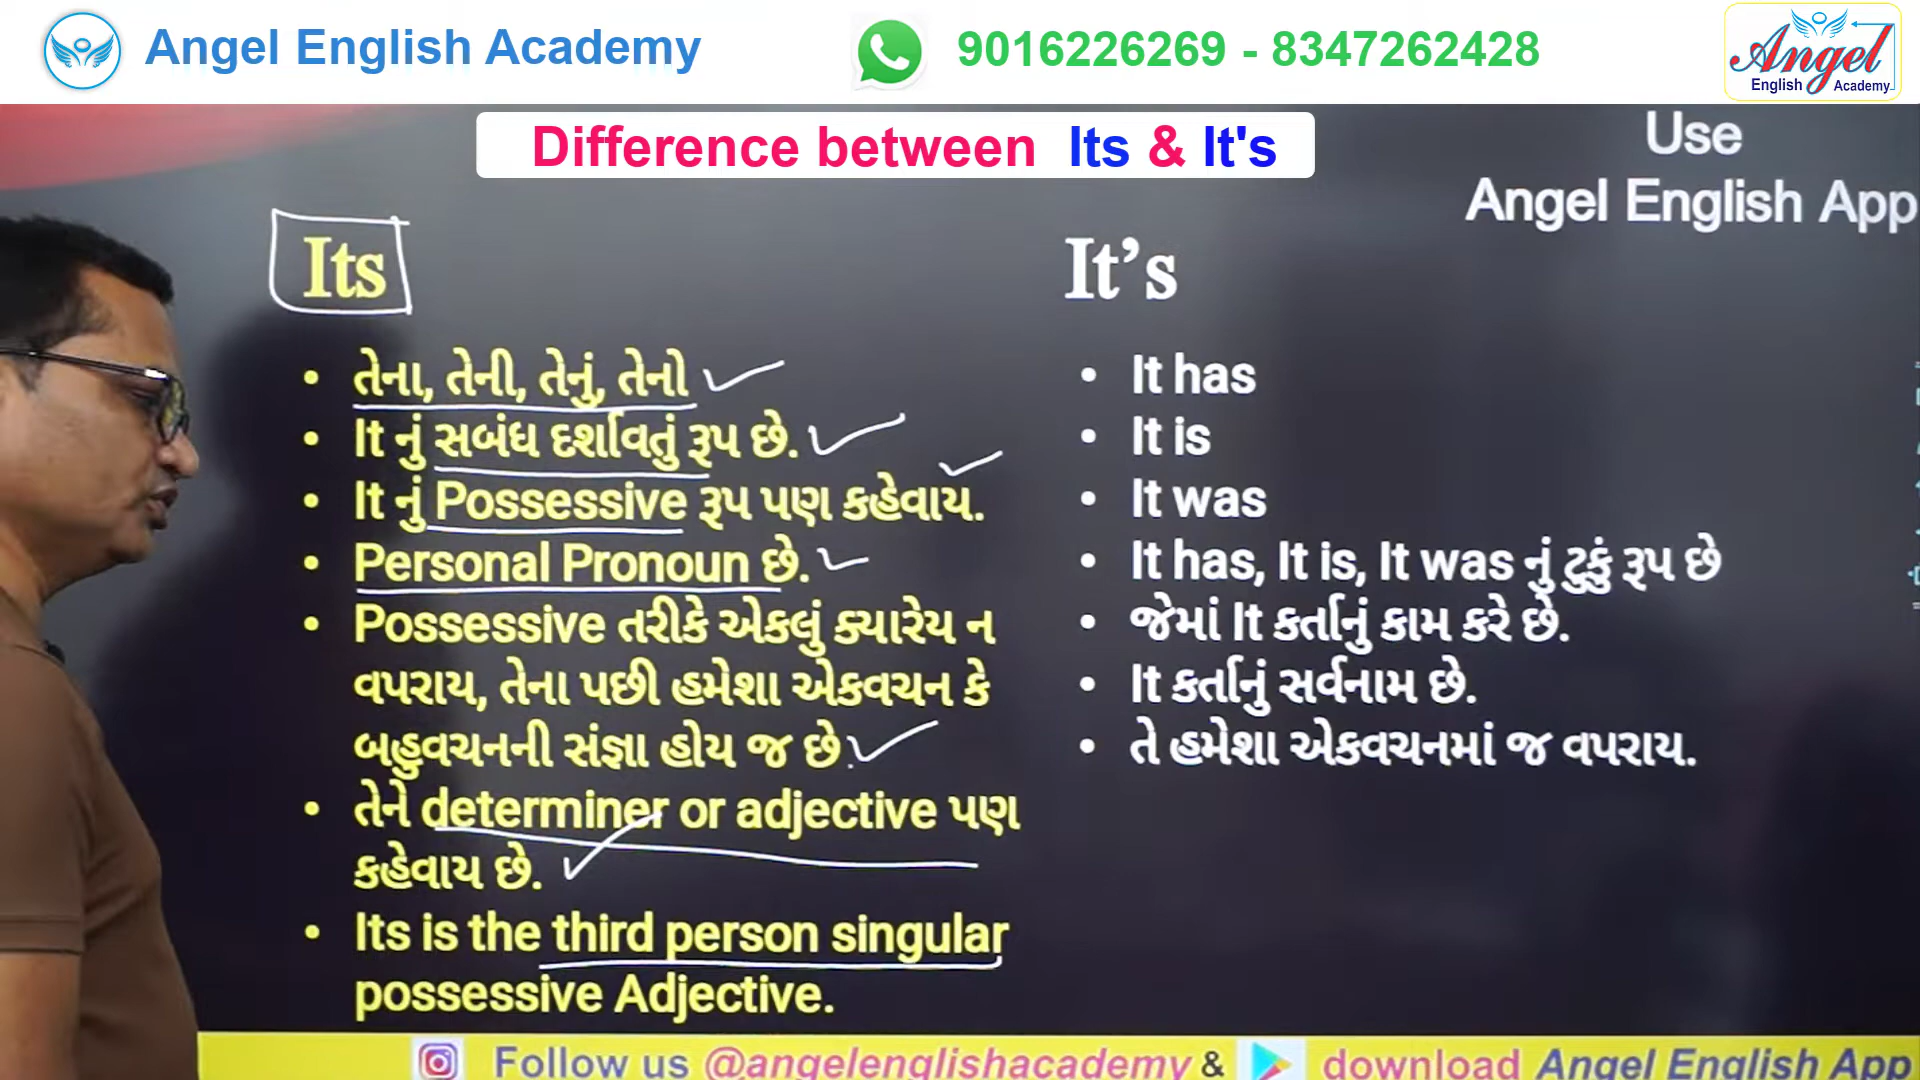 Angel English Academy
9016226269 - 8347262428
Angel
English Academy
Difference between Its & It's
Use
Angel English App
Its
• તેના, તેની, તેનું, તેનો
• It નું સબંધ દર્શાવતું રૂપ છે.
• It નું Possessive રૂપ પણ કહેવાય.
• Personal Pronoun છે.
• Possessive તરીકે એકલું ક્યારેય ન
વપરાય, તેના પછી હમેશા એકવચન કે
બહુવચનની સંજ્ઞા હોય જ છે.
• તેને determiner or adjective પણ
કહેવાય છે.
• Its is the third person singular
possessive Adjective.
It’s
• It has
• It is
• It was
• It has, It is, It was નું ટુકું રૂપ છે
• જેમાં It કર્તાનું કામ કરે છે.
• It કર્તાનું સર્વનામ છે.
• તે હમેશા એકવચનમાં જ વપરાય.
Follow us @angelenglishacademy & download Angel English App